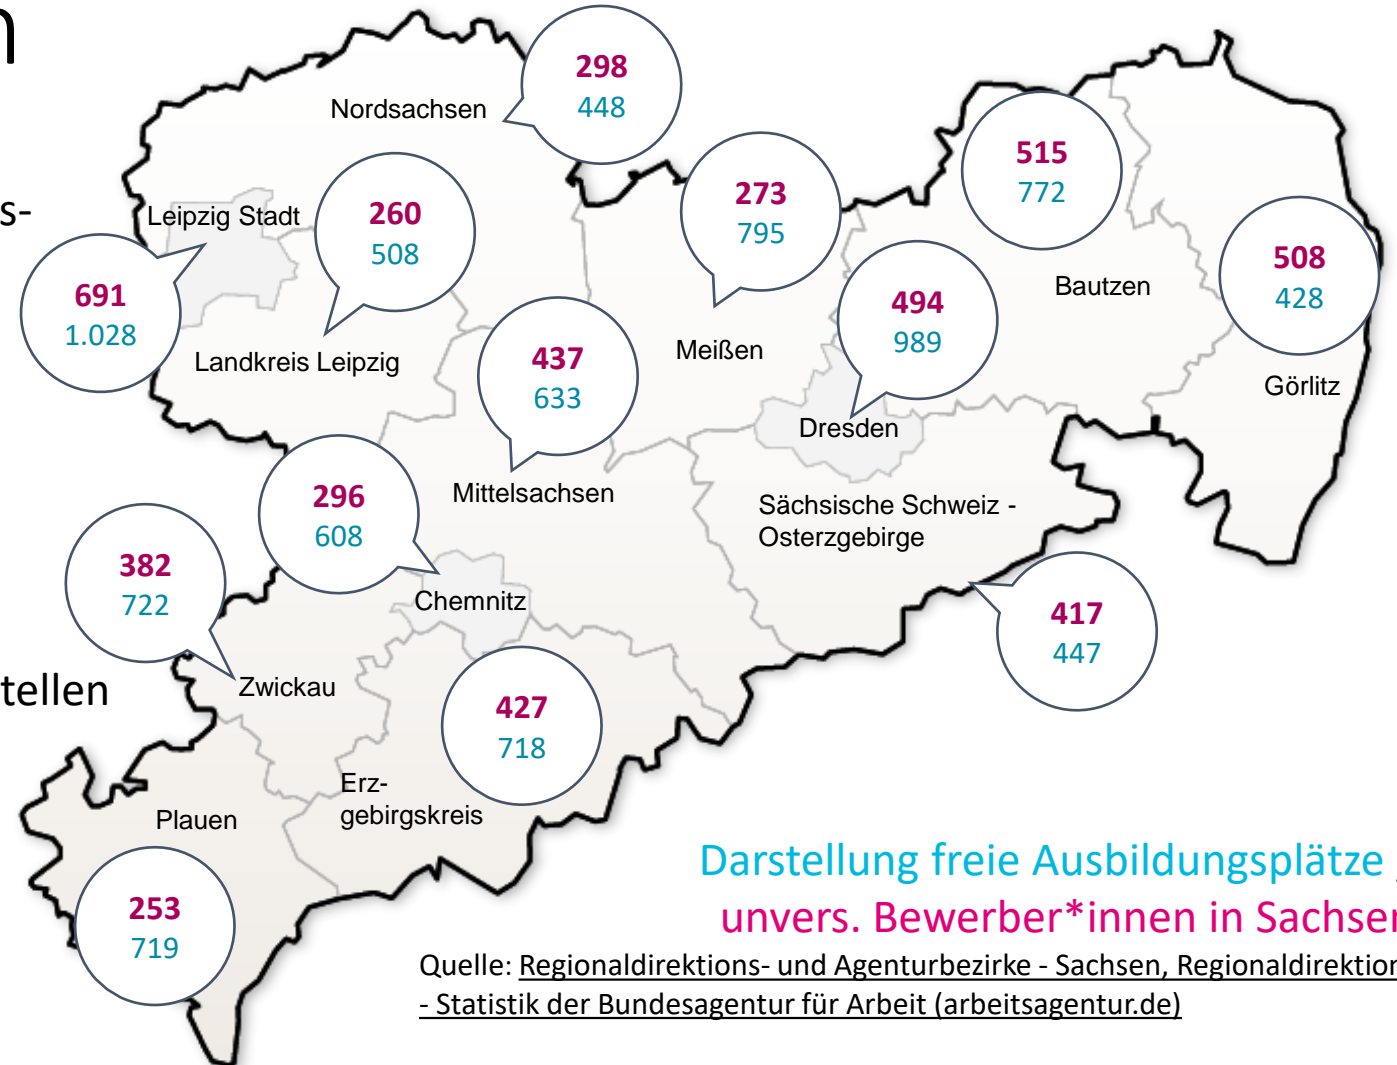 n
298
448
Nordsachsen
515
772
273
795
s-
Leipzig Stadt
260
508
508
428
691
1.028
494
989
Bautzen
Landkreis Leipzig
437
633
Meißen
Görlitz
Dresden
296
608
Mittelsachsen
Sächsische Schweiz -
Osterzgebirge
382
722
Chemnitz
417
447
tellen
Zwickau
427
718
Erz-
gebirgskreis
Plauen
253
719
Darstellung freie Ausbildungsplätze /
unvers. Bewerber*innen in Sachsen
Quelle: Regionaldirektions- und Agenturbezirke - Sachsen, Regionaldirektion
- Statistik der Bundesagentur für Arbeit (arbeitsagentur.de)